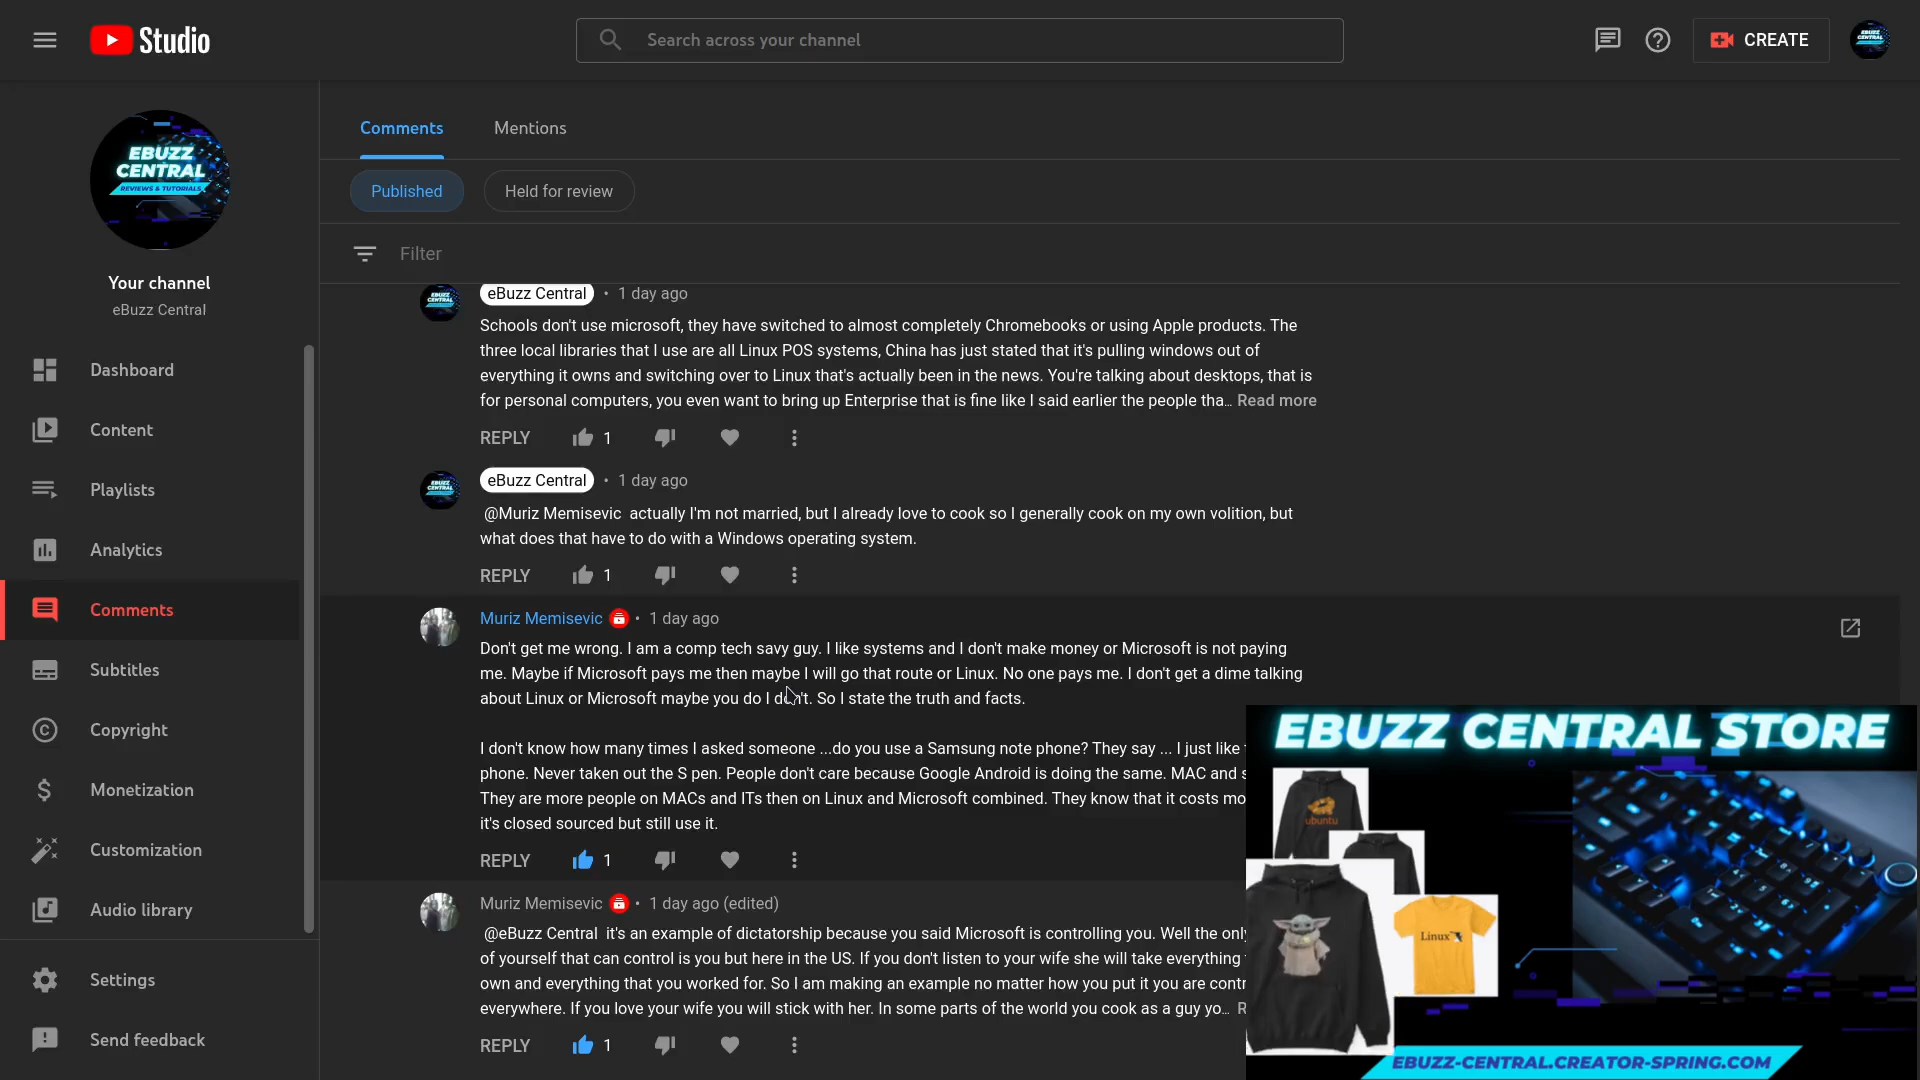 Studio
Search across your channel
CREATE
EBUZZ
CENTRAL
REVIEWS & TUTORIALS
Your channel
eBuzz Central
Dashboard
Content
Playlists
Analytics
Comments
Subtitles
Copyright
Monetization
Customization
Audio library
Settings
Send feedback
Comments
Mentions
Published
Held for review
Filter
eBuzz Central • 1 day ago
Schools don't use microsoft, they have switched to almost completely Chromebooks or using Apple products. The
three local libraries that I use are all Linux POS systems, China has just stated that it's pulling windows out of
everything it owns and switching over to Linux that's actually been in the news. You're talking about desktops, that is
for personal computers, you even want to bring up Enterprise that is fine like I said earlier the people tha... Read more
REPLY 1
eBuzz Central • 1 day ago
@Muriz Memisevic actually I'm not married, but I already love to cook so I generally cook on my own volition, but
what does that have to do with a Windows operating system.
REPLY 1
Muriz Memisevic • 1 day ago
Don't get me wrong. I am a comp tech savy guy. I like systems and I don't make money or Microsoft is not paying
me. Maybe if Microsoft pays me then maybe I will go that route or Linux. No one pays me. I don't get a dime talking
about Linux or Microsoft maybe you do I don't. So I state the truth and facts.
I don't know how many times I asked someone ...do you use a Samsung note phone? They say ... I just like
phone. Never taken out the S pen. People don't care because Google Android is doing the same. MAC and
They are more people on MACs and ITs then on Linux and Microsoft combined. They know that it costs mo
it's closed sourced but still use it.
REPLY 1
Muriz Memisevic • 1 day ago (edited)
@eBuzz Central it's an example of dictatorship because you said Microsoft is controlling you. Well the only
of yourself that can control is you but here in the US. If you don't listen to your wife she will take everything
own and everything that you worked for. So I am making an example no matter how you put it you are contr
everywhere. If you love your wife you will stick with her. In some parts of the world you cook as a guy yo... R
REPLY 1
EBUZZ CENTRAL STORE
ubuntu
Linux
EBUZZ-CENTRAL.CREATOR-SPRING.COM